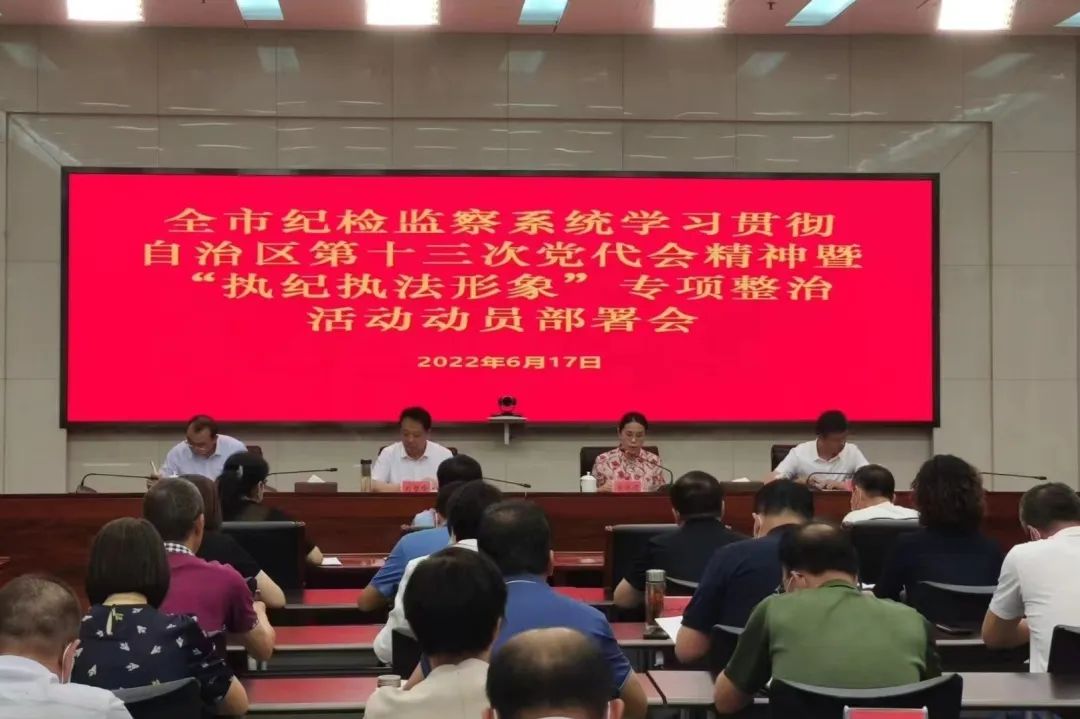 全市纪检监察系统学习贯彻
自治区第十三次党代会精神暨
“执纪执法形象”专项整治
活动动员部署会
2022年6月17日